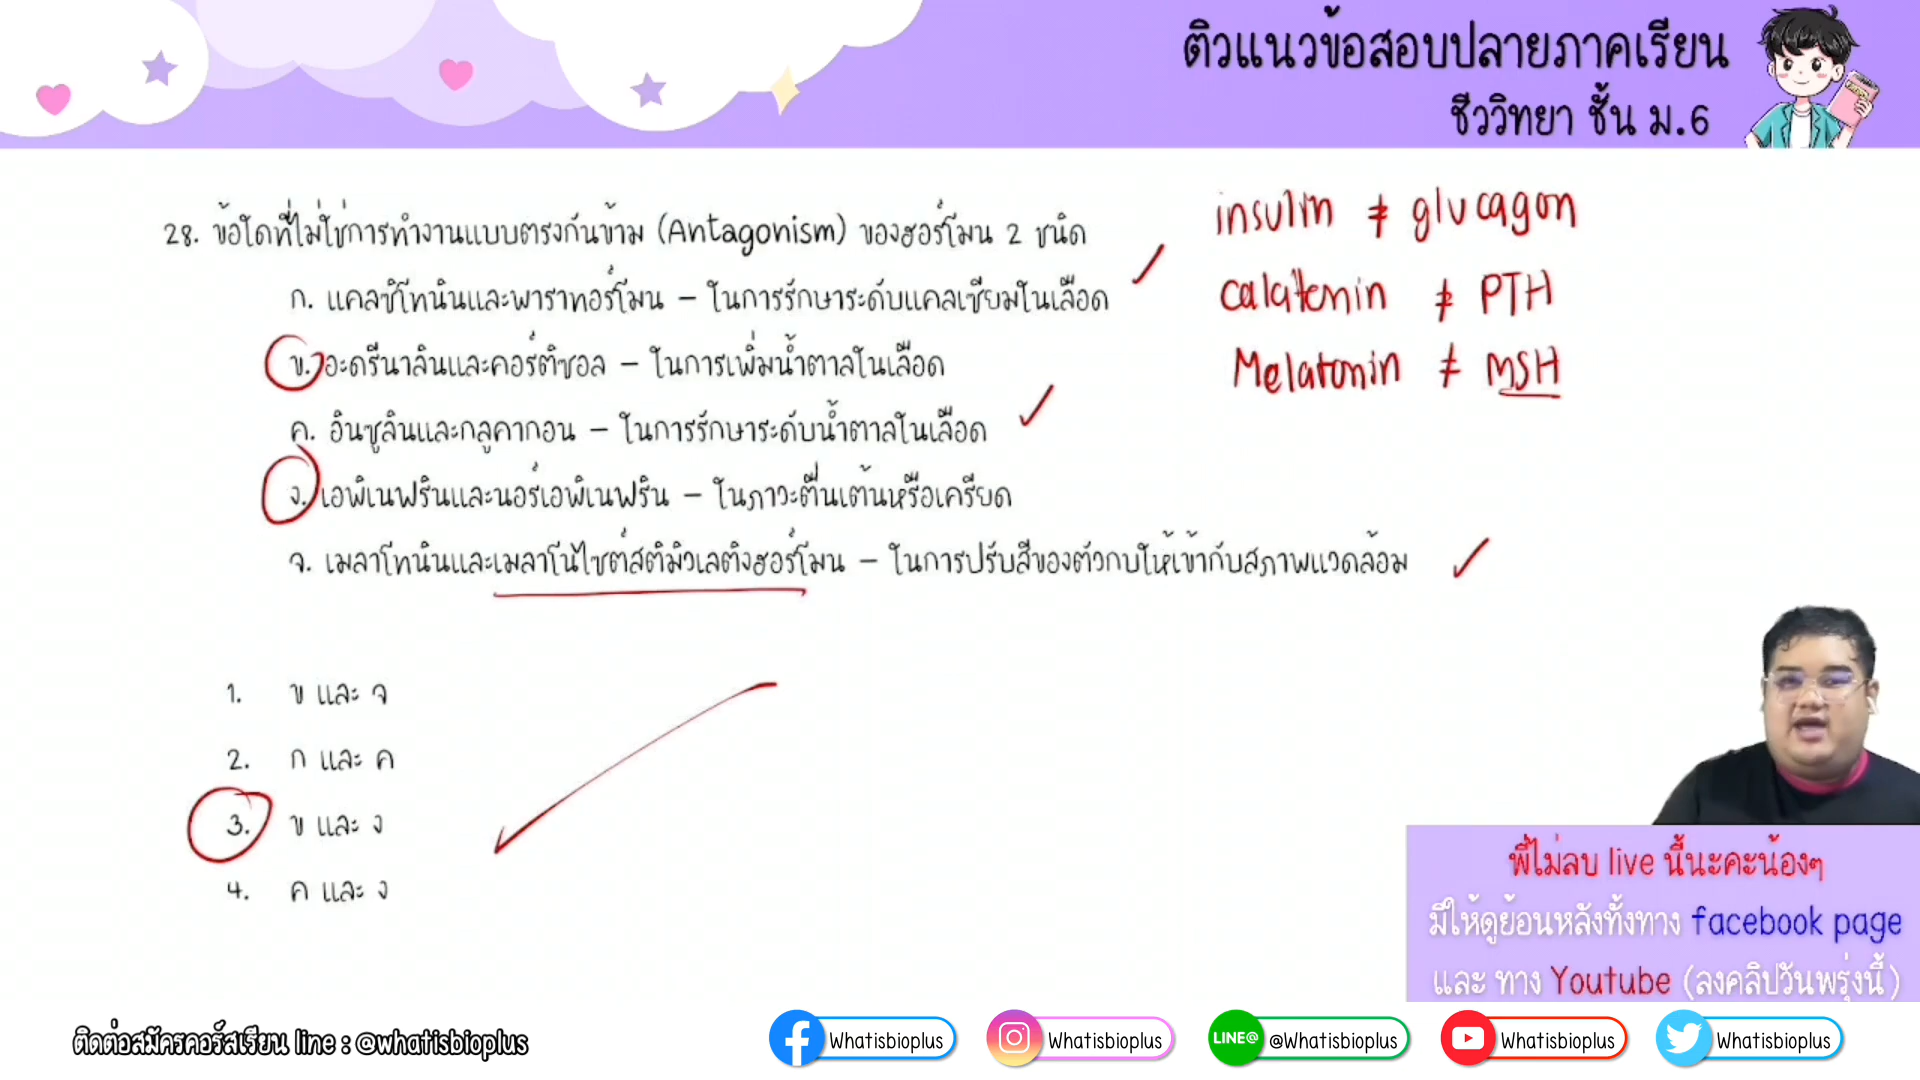 ติวแนวข้อสอบปลายภาคเรียน
ชีววิทยา ชั้น ม.6
28. ข้อใดที่ไม่ใช่การทำงานแบบตรงกันข้าม (Antagonism) ของฮอร์โมน 2 ชนิด
ก. แคลซิโทนินและพาราทอร์โมน - ในการรักษาระดับแคลเซียมในเลือด
ข. อะดรีนาลินและคอร์ติซอล - ในการเพิ่มน้ำตาลในเลือด
ค. อินซูลินและกลูคากอน - ในการรักษาระดับน้ำตาลในเลือด
ง. เอพิเนฟรินและนอร์เอพิเนฟริน - ในภาวะตื่นเต้นหรือเครียด
จ. เมลาโทนินและเมลาโนไซต์สติมิวเลติงฮอร์โมน - ในการปรับสีของตัวกบให้เข้ากับสภาพแวดล้อม
insulin ≠ glucagon
calcitonin ≠ PTH
Melatonin ≠ MSH
1. ข และ จ
2. ก และ ค
3. ข และ ง
4. ค และ ง
พี่ไม่ลบ live นี้นะคะน้องๆ
มีให้ดูย้อนหลังทั้งทาง facebook page
และ ทาง Youtube (ลงคลิปวันพรุ่งนี้)
ติดต่อสมัครคอร์สเรียน line : @whatisbioplus
Whatisbioplus
Whatisbioplus
LINE@ @Whatisbioplus
Whatisbioplus
Whatisbioplus